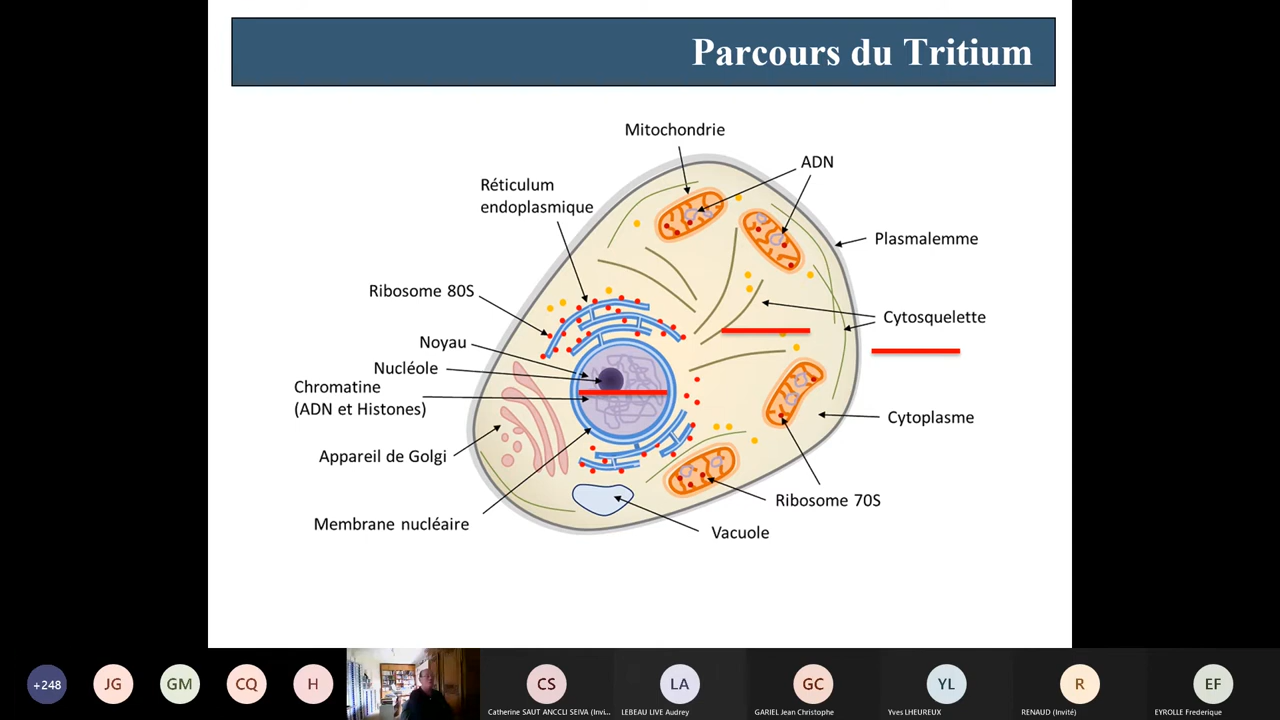 Parcours du Tritium
Mitochondrie
ADN
Réticulum
endoplasmique
Plasmalemme
Ribosome 80S
Cytosquelette
Noyau
Nucléole
Chromatine
(ADN et Histones)
Cytoplasme
Appareil de Golgi
Ribosome 70S
Membrane nucléaire
Vacuole
+248
JG
GM
CQ
H
CS
LA
GC
YL
R
EF
Catherine SAUT ANCCLI SEIVA (Invi...
LEBEAU LIVE Audrey
GARIEL Jean Christophe
Yves LHEUREUX
RENAUD (Invité)
EYROLLE Frederique